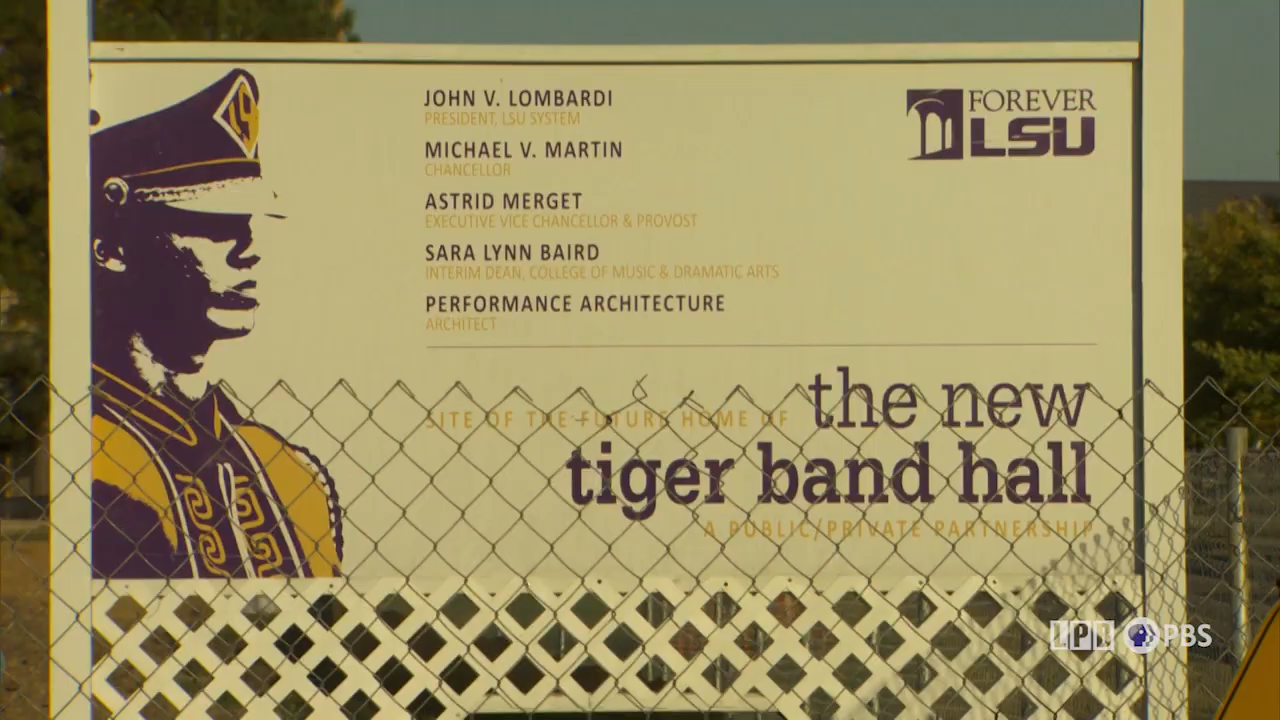 JOHN V. LOMBARDI
PRESIDENT, LSU SYSTEM
MICHAEL V. MARTIN
CHANCELLOR
ASTRID MERGET
EXECUTIVE VICE CHANCELLOR & PROVOST
SARA LYNN BAIRD
INTERIM DEAN, COLLEGE OF MUSIC & DRAMATIC ARTS
PERFORMANCE ARCHITECTURE
ARCHITECT
FOREVER
LSU
SITE OF THE FUTURE HOME OF the new
tiger band hall
A PUBLIC/PRIVATE PARTNERSHIP
LPB PBS